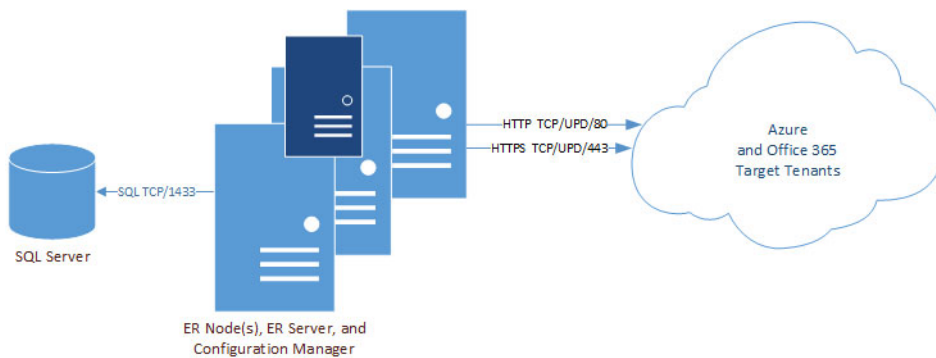 HTTP TCP/UPD/80
HTTPS TCP/UPD/443
Azure
and Office 365
Target Tenants
SQL TCP/1433
SQL Server
ER Node(s), ER Server, and
Configuration Manager